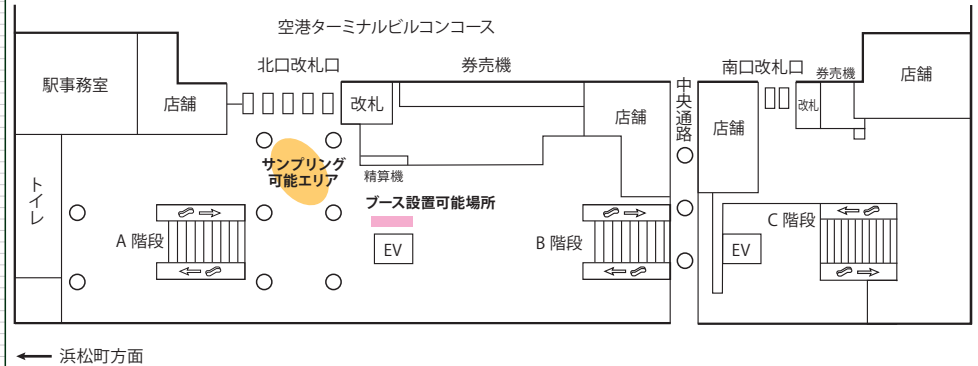 空港ターミナルビルコンコース
駅事務室
店舗
北口改札口
改札
券売機
店舗
中央通路
南口改札口
券売機
店舗
改札
店舗
サンプリング
可能エリア
精算機
ブース設置可能場所
トイレ
A 階段
EV
B 階段
EV
C 階段
浜松町方面